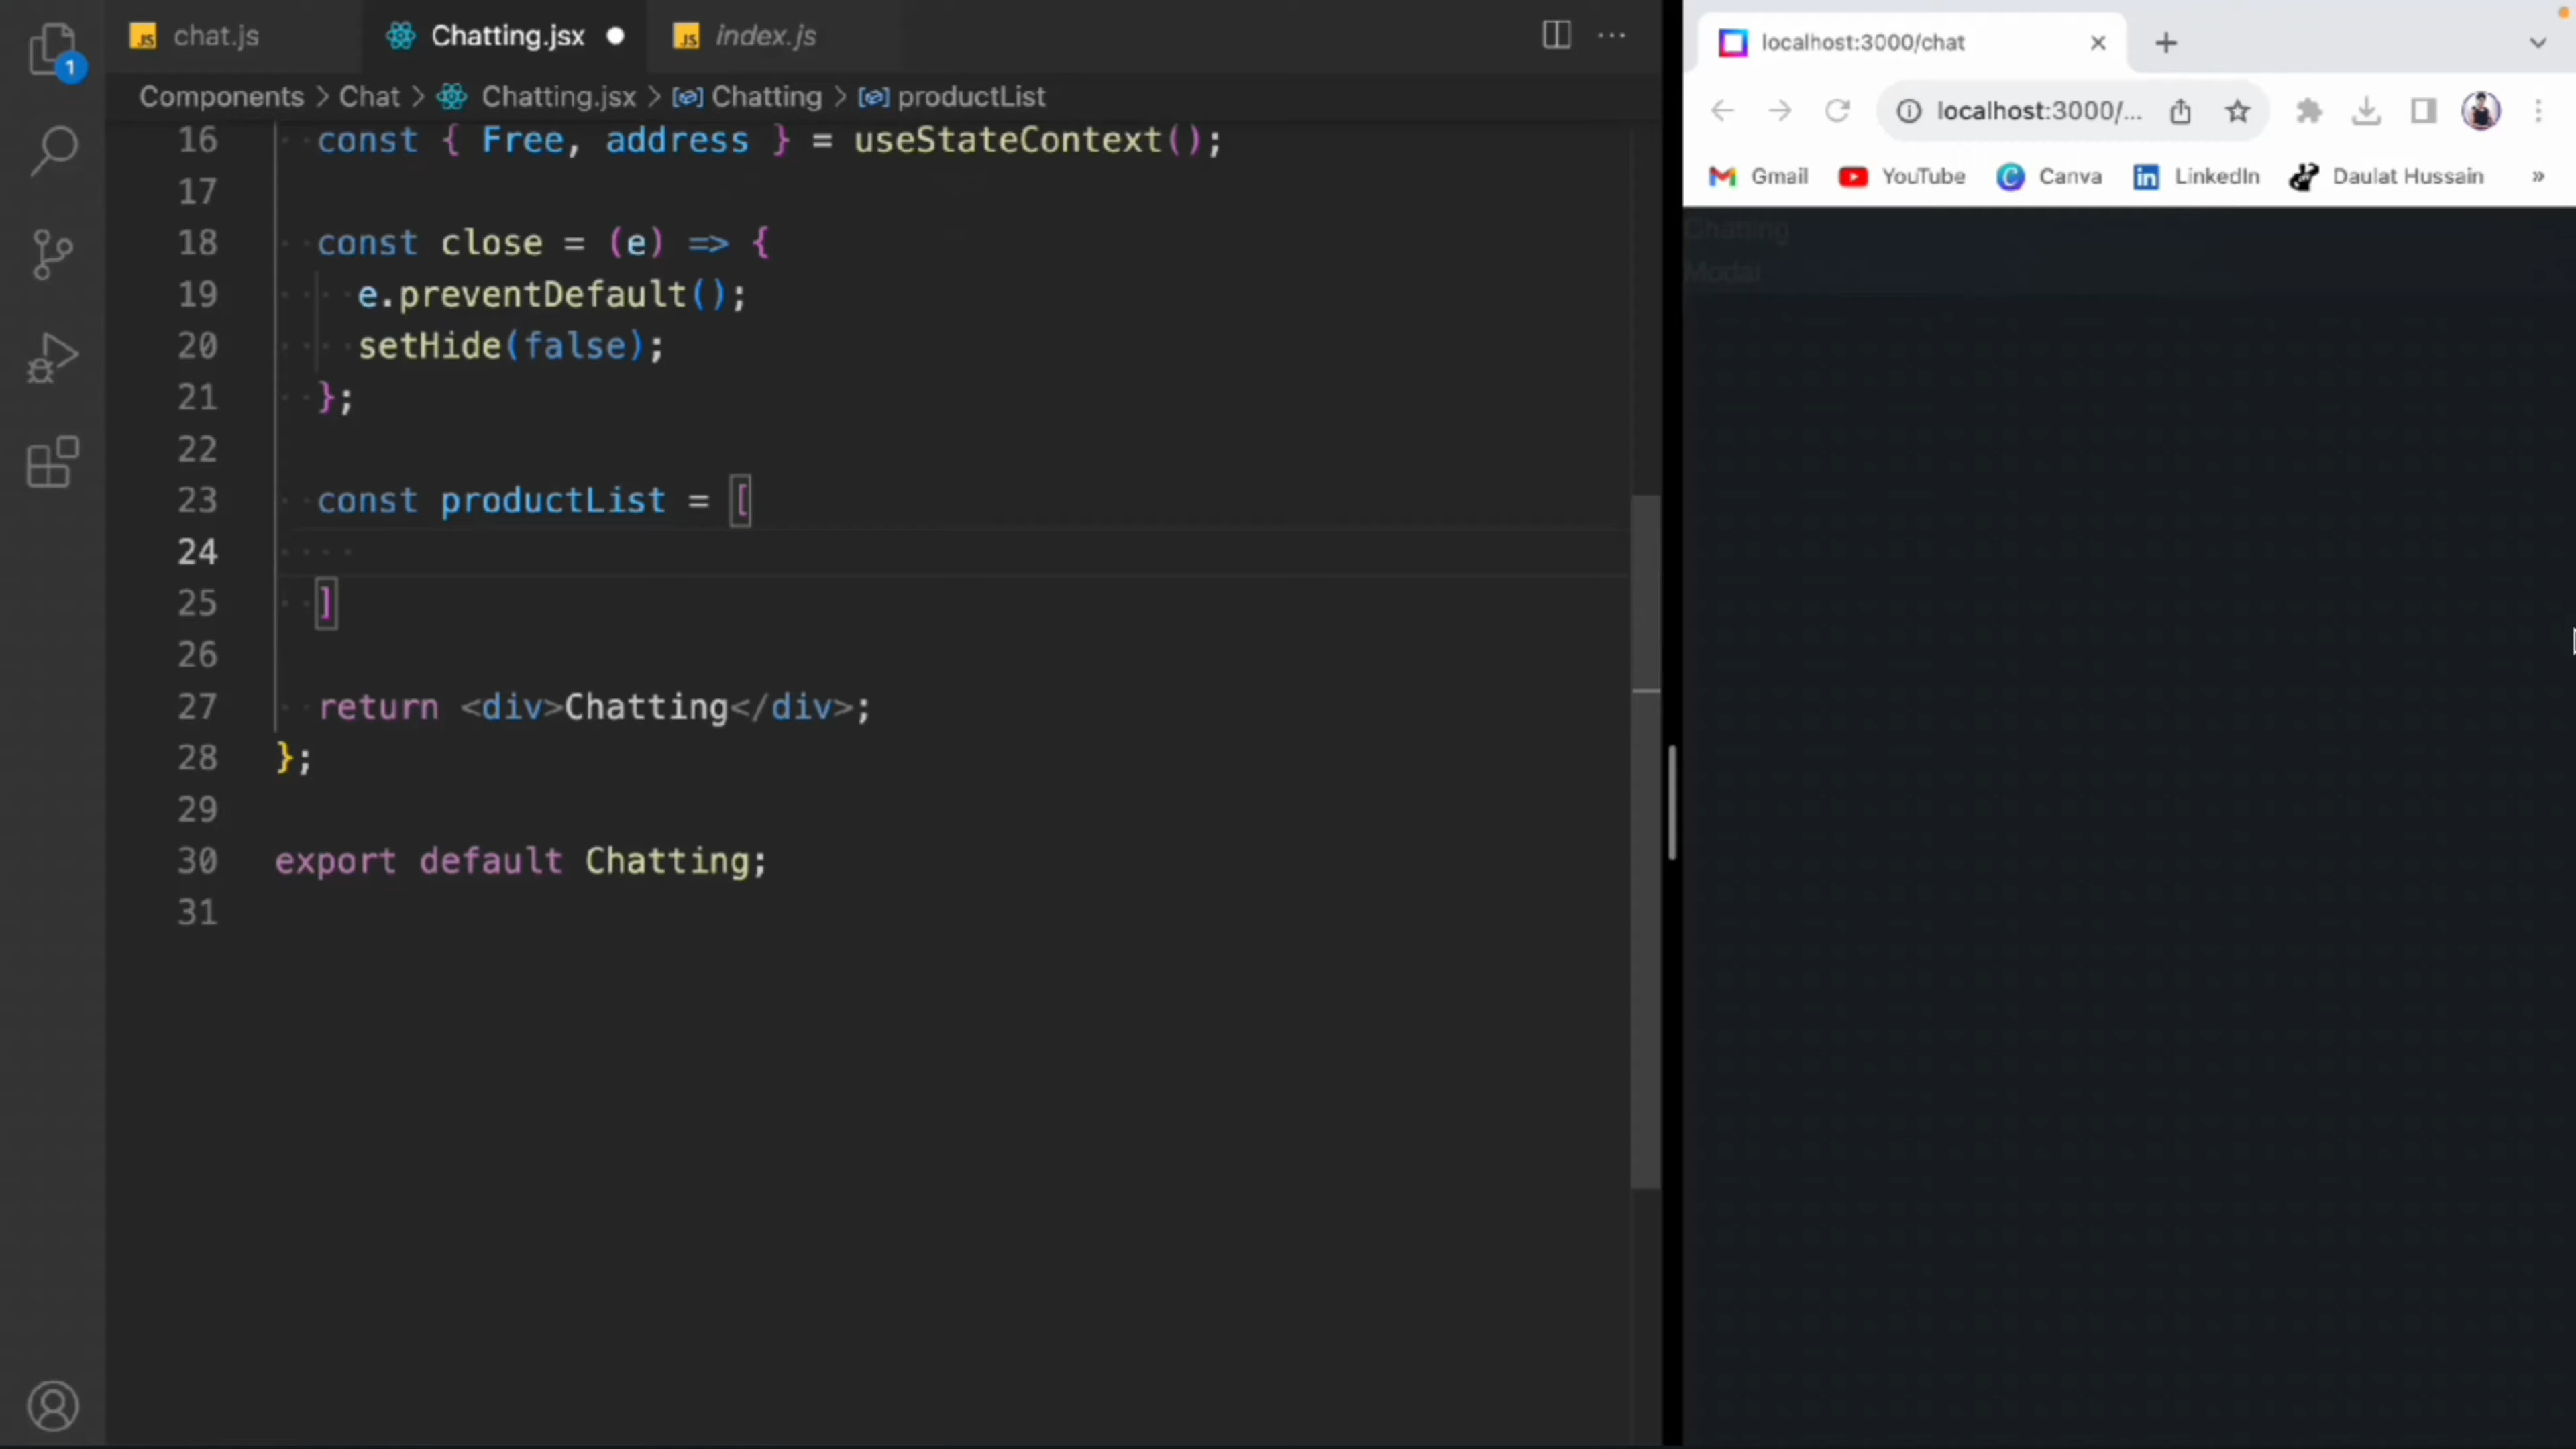 chat.js
Chatting.jsx
index.js
Components > Chat > Chatting.jsx > Chatting > productList
1
16 const { Free, address } = useStateContext();
17
18 const close = (e) => {
19 e.preventDefault();
20 setHide(false);
21 };
22
23 const productList = [
24
25 ]
26
27 return <div>Chatting</div>;
28 };
29
30 export default Chatting;
31
localhost:3000/chat
localhost:3000/...
Gmail YouTube Canva LinkedIn Daulat Hussain »
Chatting
Modal